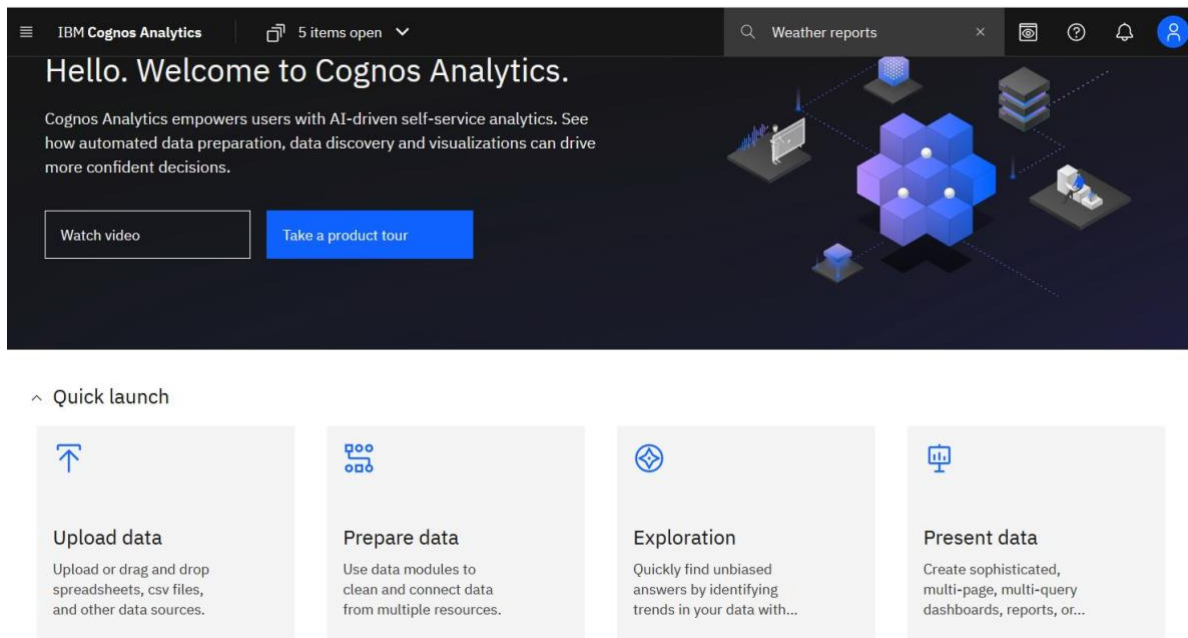 IBM Cognos Analytics
5 items open
Weather reports
Hello. Welcome to Cognos Analytics.
Cognos Analytics empowers users with AI-driven self-service analytics. See
how automated data preparation, data discovery and visualizations can drive
more confident decisions.
Watch video
Take a product tour
Quick launch
Upload data
Upload or drag and drop
spreadsheets, csv files,
and other data sources.
Prepare data
Use data modules to
clean and connect data
from multiple resources.
Exploration
Quickly find unbiased
answers by identifying
trends in your data with...
Present data
Create sophisticated,
multi-page, multi-query
dashboards, reports, or...